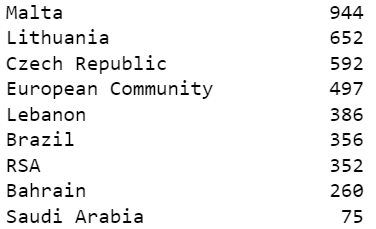 Malta 944
Lithuania 652
Czech Republic 592
European Community 497
Lebanon 386
Brazil 356
RSA 352
Bahrain 260
Saudi Arabia 75